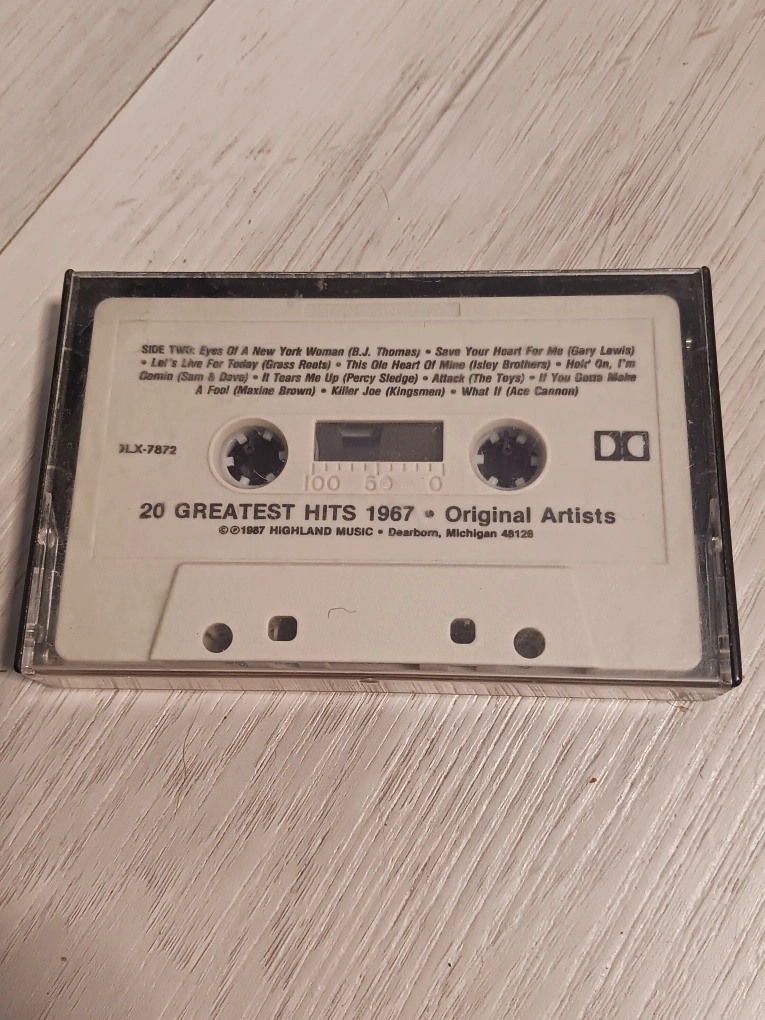 SIDE TWO: Eyes Of A New York Woman (B.J. Thomas) • Save Your Heart For Me (Gary Lewis)
• Let's Live For Today (Grass Roots) • This Ole Heart Of Mine (Isley Brothers) • Hold On, I'm
Comin (Sam & Dave) • It Tears Me Up (Percy Sledge) • Attack (The Toys) • If You Gotta Make
A Fool (Maxine Brown) • Killer Joe (Kingsmen) • What If (Ace Cannon)
DLX-7872
100 50 0
20 GREATEST HITS 1967 • Original Artists
©℗1987 HIGHLAND MUSIC • Dearborn, Michigan 48128